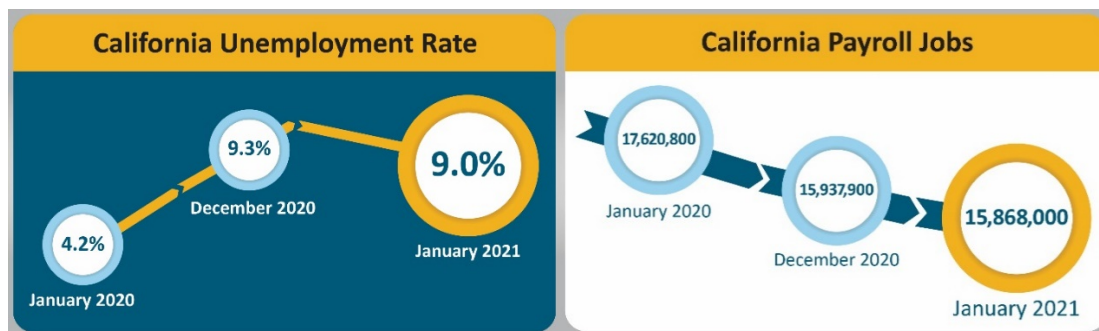 California Unemployment Rate
4.2%
January 2020
9.3%
December 2020
9.0%
January 2021
California Payroll Jobs
17,620,800
January 2020
15,937,900
December 2020
15,868,000
January 2021